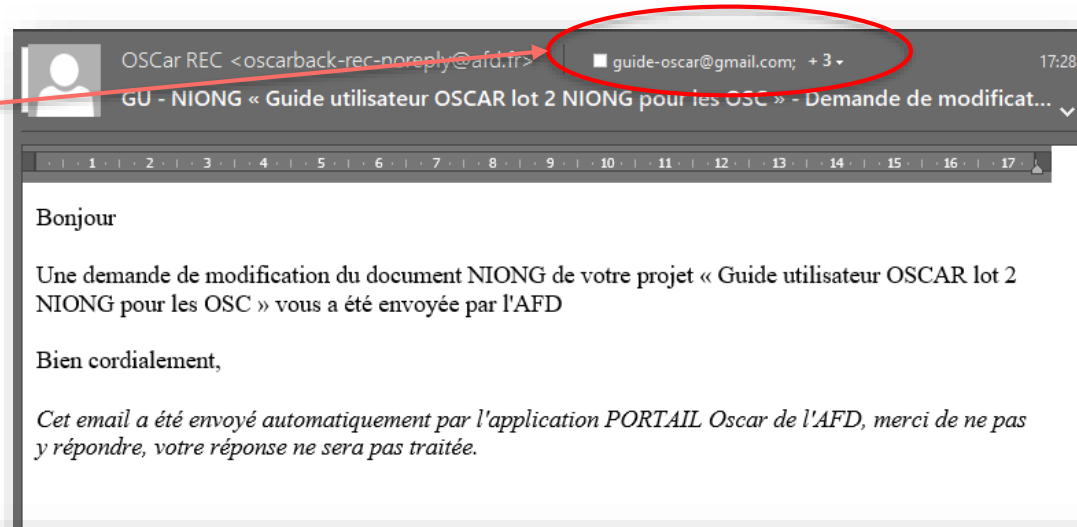 OSCar REC <oscarback-rec-noreply@afd.fr> guide-oscar@gmail.com; + 3 17:28
GU - NIONG « Guide utilisateur OSCAR lot 2 NIONG pour les OSC » - Demande de modificat...
1 2 3 4 5 6 7 8 9 10 11 12 13 14 15 16 17
Bonjour
Une demande de modification du document NIONG de votre projet « Guide utilisateur OSCAR lot 2
NIONG pour les OSC » vous a été envoyée par l'AFD
Bien cordialement,
Cet email a été envoyé automatiquement par l'application PORTAIL Oscar de l'AFD, merci de ne pas
y répondre, votre réponse ne sera pas traitée.